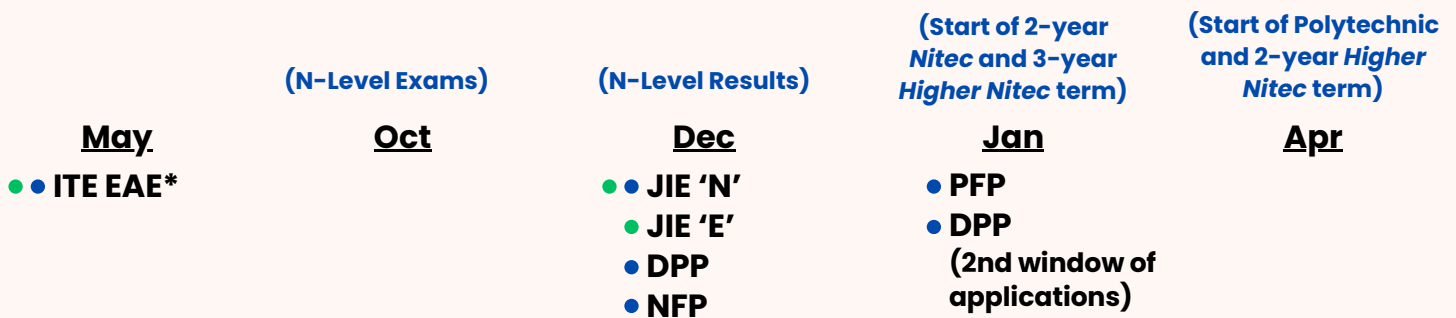 (N-Level Exams)
(N-Level Results)
(Start of 2-year
Nitec and 3-year
Higher Nitec term)
(Start of Polytechnic
and 2-year Higher
Nitec term)
May
ITE EAE*
Oct
Dec
JIE ‘N’
JIE ‘E’
DPP
NFP
Jan
PFP
DPP
(2nd window of
applications)
Apr